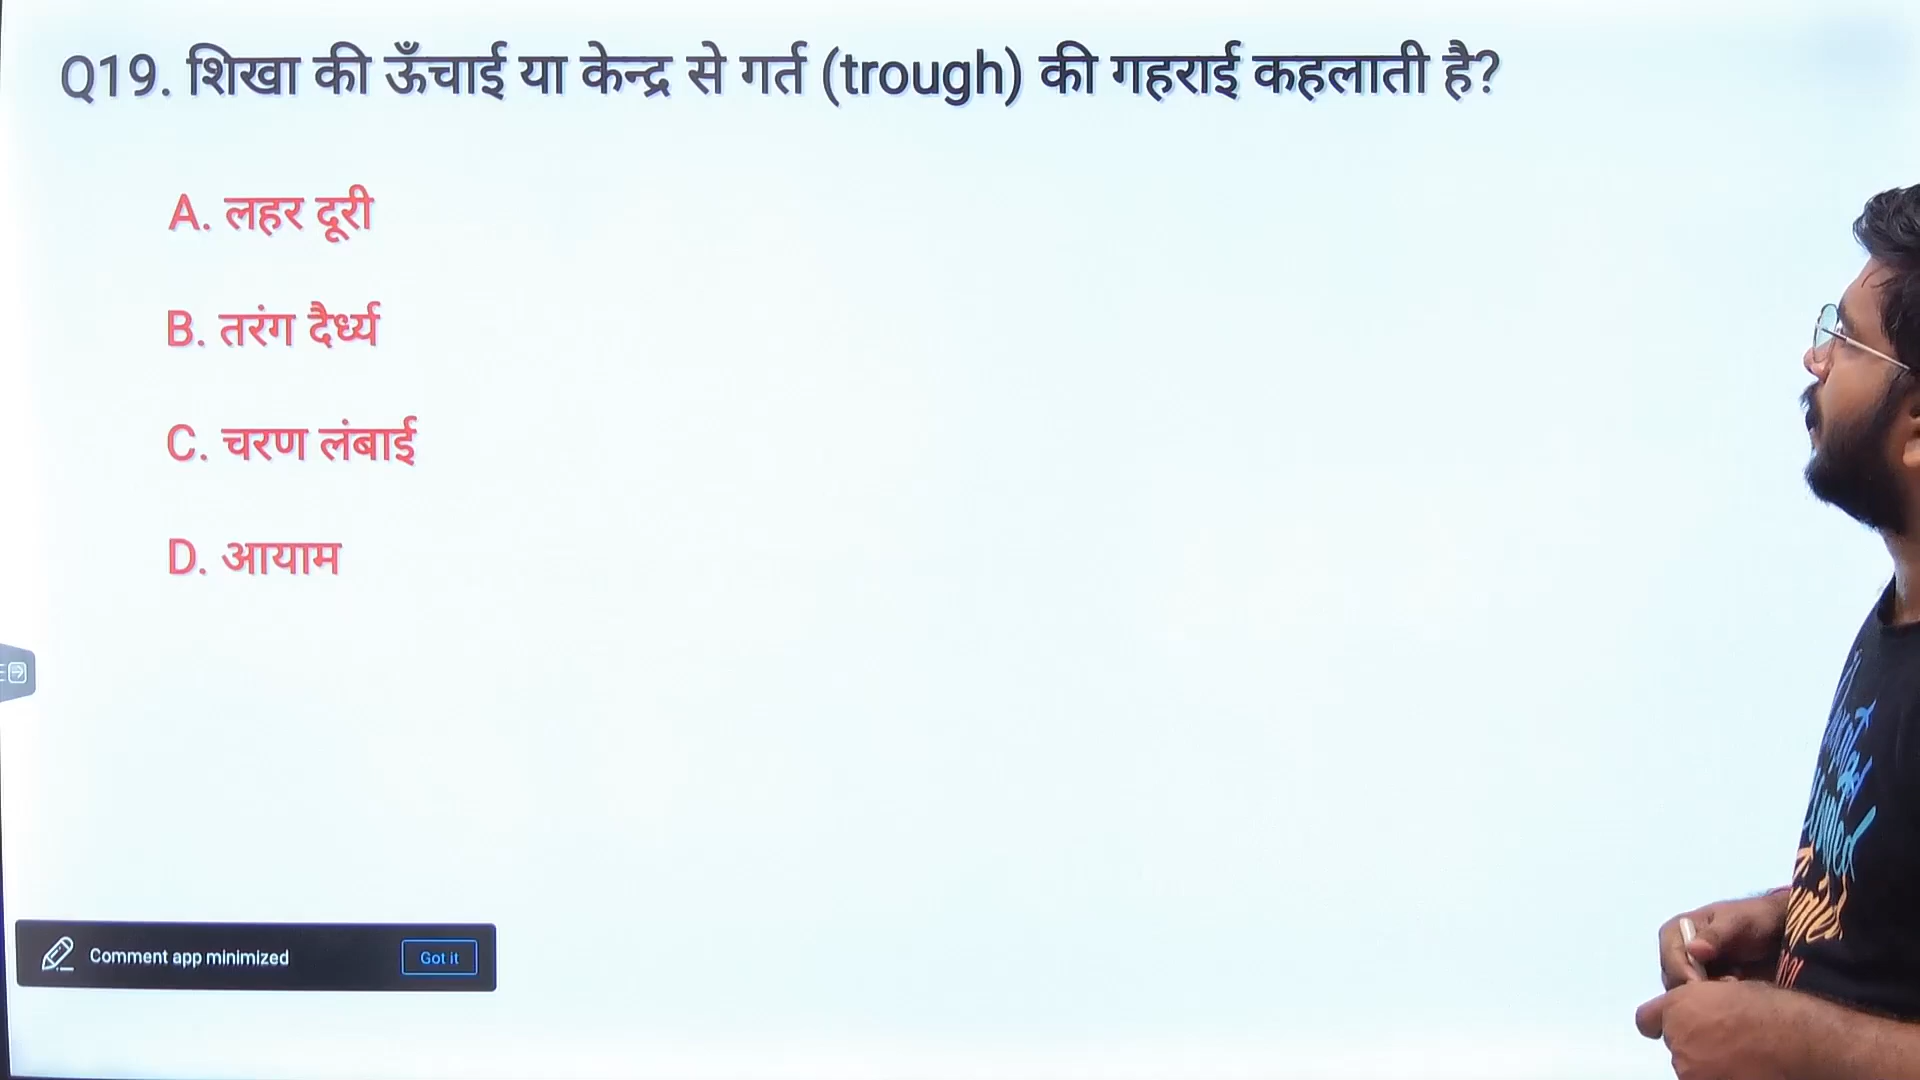 Q19. शिखा की ऊँचाई या केन्द्र से गर्त (trough) की गहराई कहलाती है?
A. लहर दूरी
B. तरंग दैर्ध्य
C. चरण लंबाई
D. आयाम
Comment app minimized
Got it